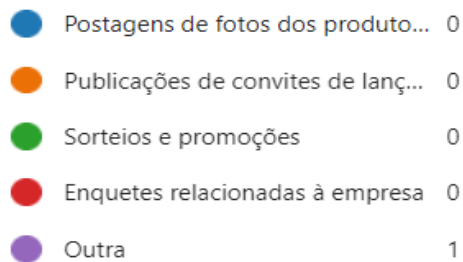 Postagens de fotos dos produto... 0
Publicações de convites de lanç... 0
Sorteios e promoções 0
Enquetes relacionadas à empresa 0
Outra 1